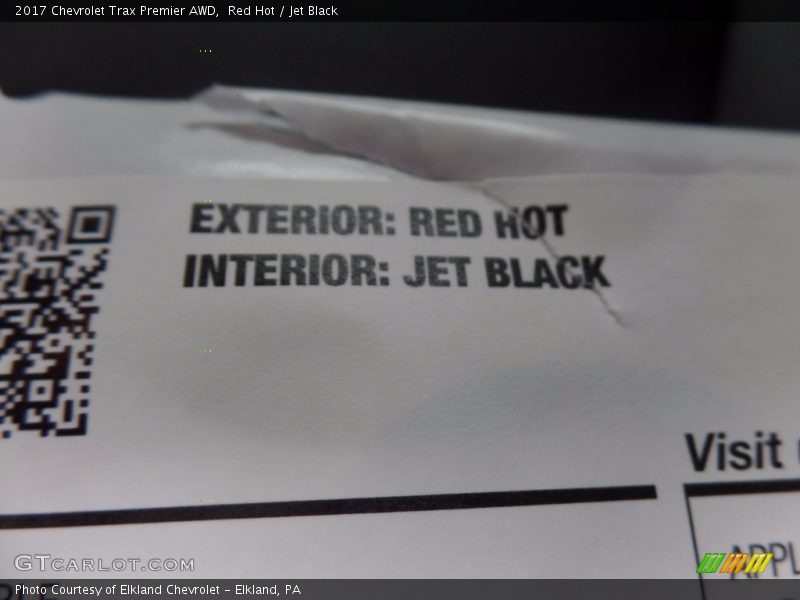 2017 Chevrolet Trax Premier AWD,  Red Hot / Jet Black
EXTERIOR: RED HOT
INTERIOR: JET BLACK
Visit
APPL
GTCARLOT.COM
Photo Courtesy of Elkland Chevrolet - Elkland, PA